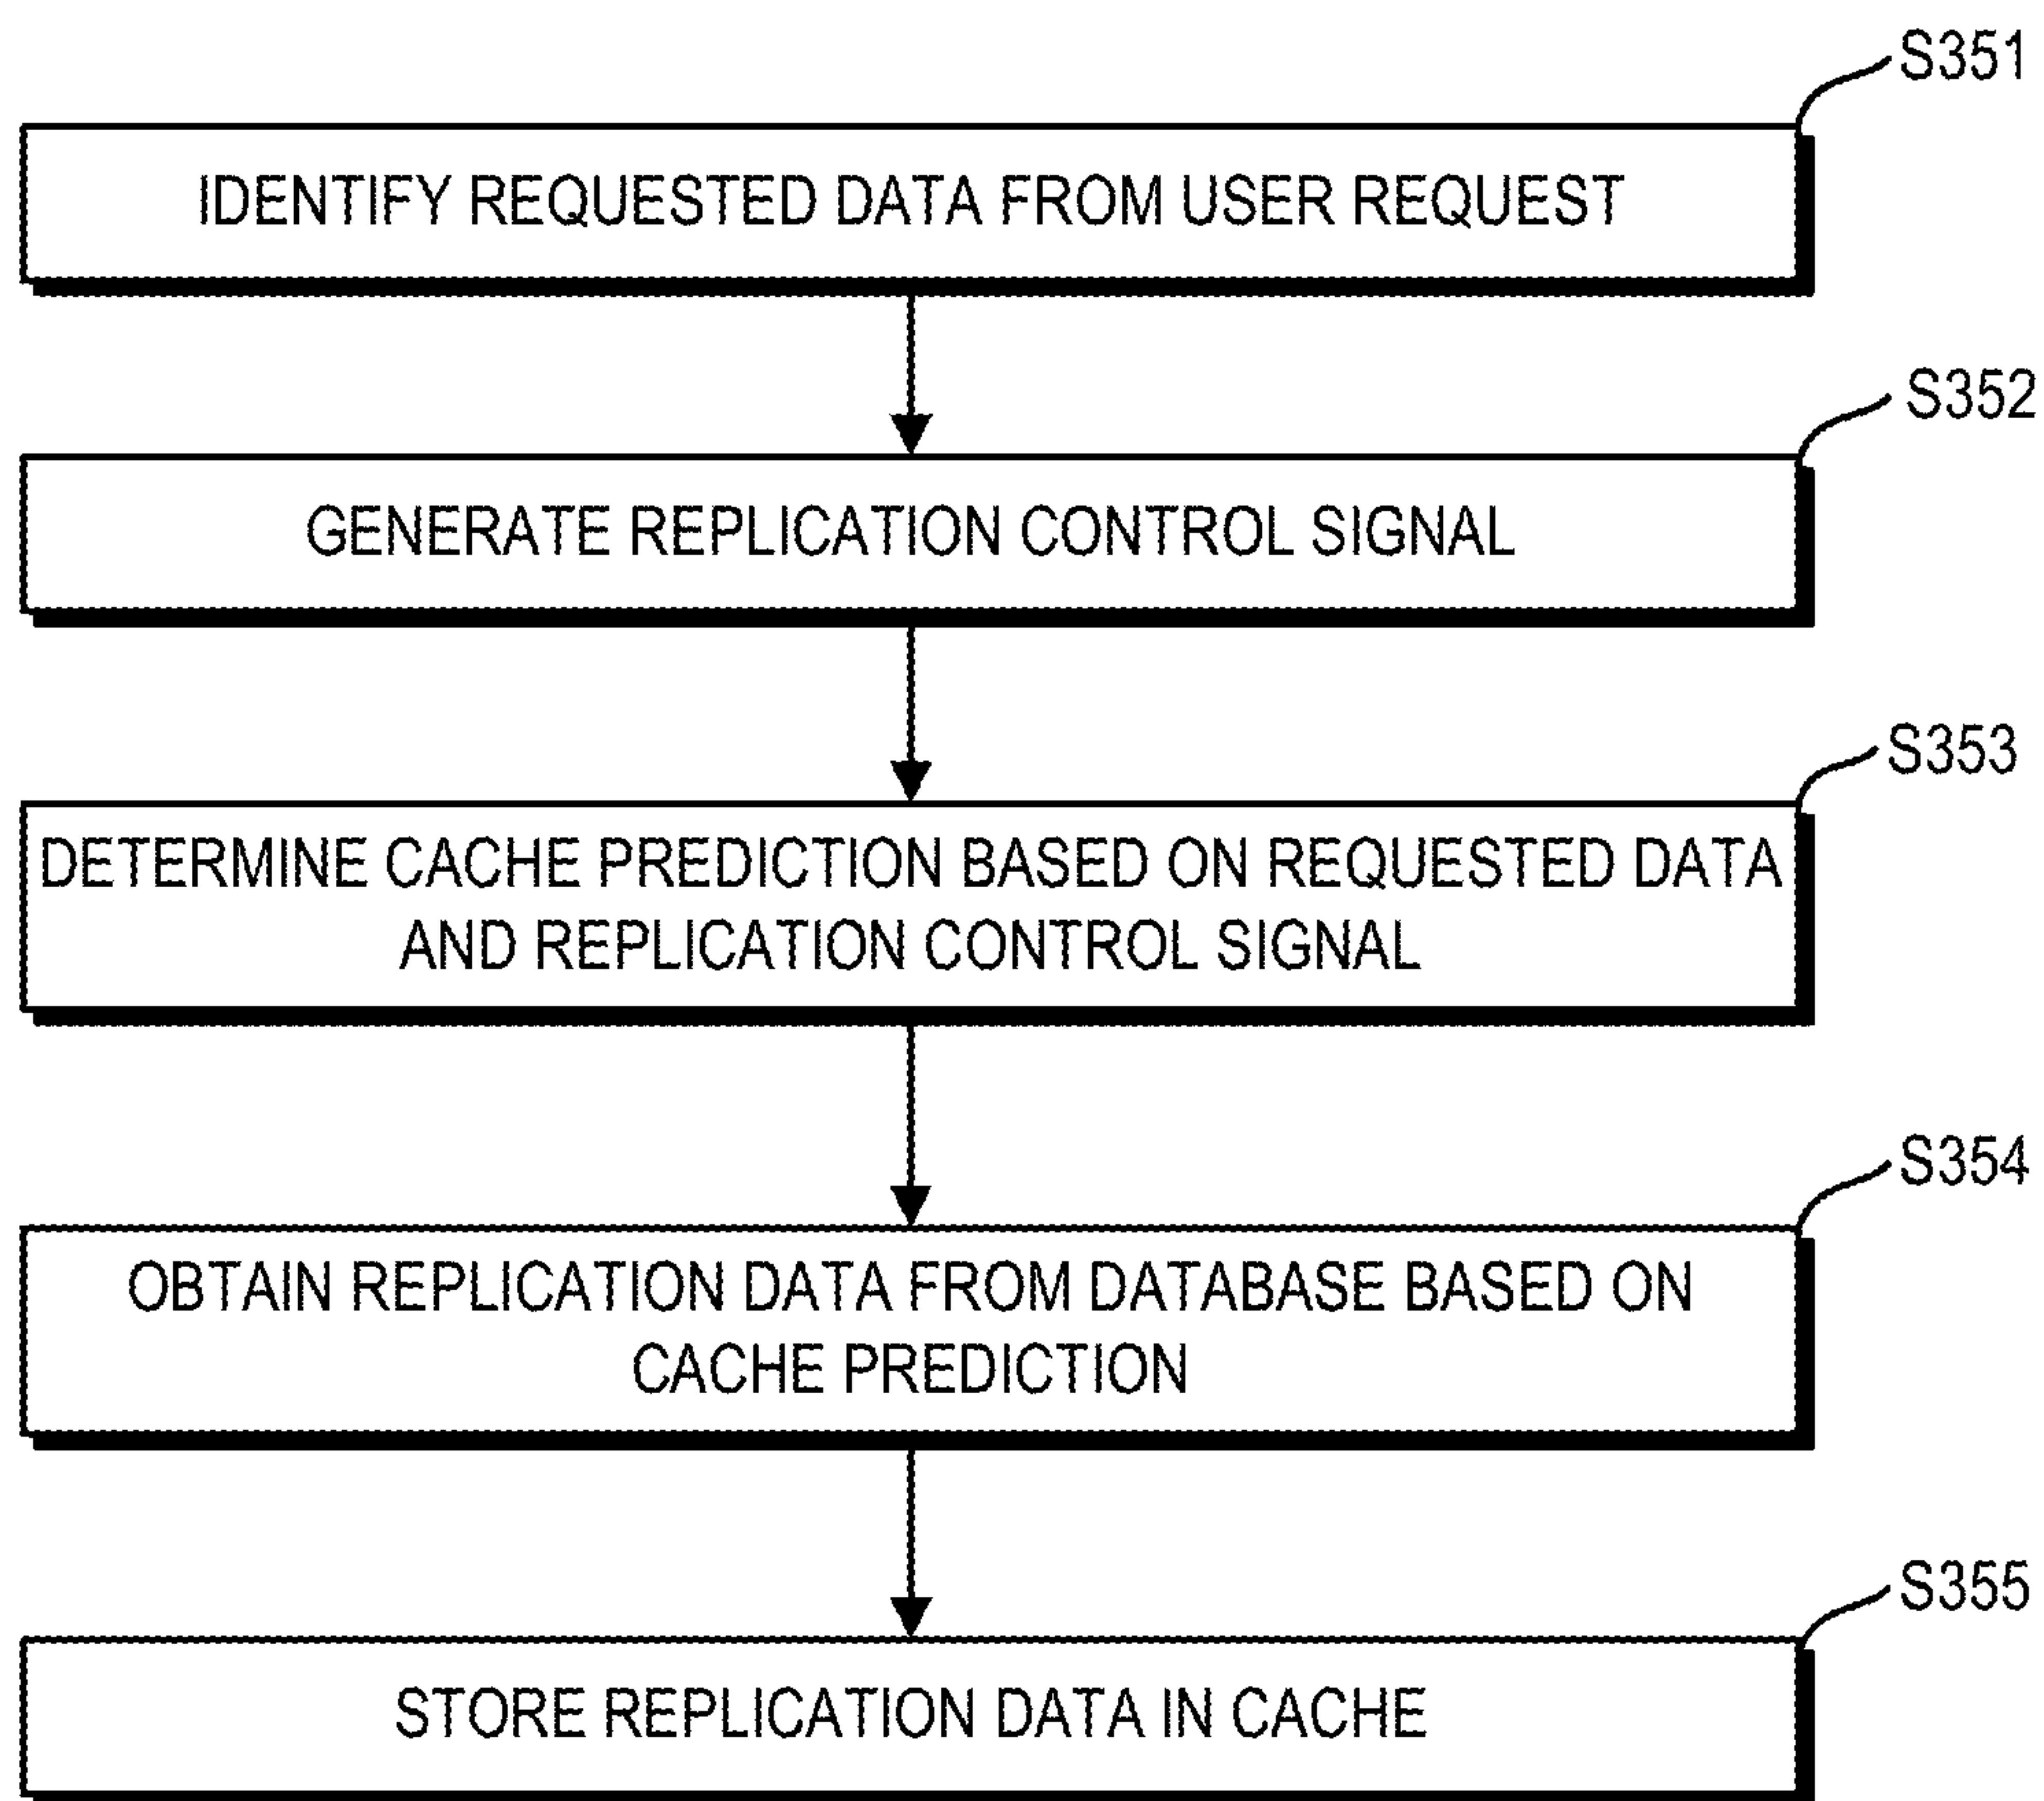 S351
IDENTIFY REQUESTED DATA FROM USER REQUEST
S352
GENERATE REPLICATION CONTROL SIGNAL
S353
DETERMINE CACHE PREDICTION BASED ON REQUESTED DATA
AND REPLICATION CONTROL SIGNAL
S354
OBTAIN REPLICATION DATA FROM DATABASE BASED ON
CACHE PREDICTION
S355
STORE REPLICATION DATA IN CACHE